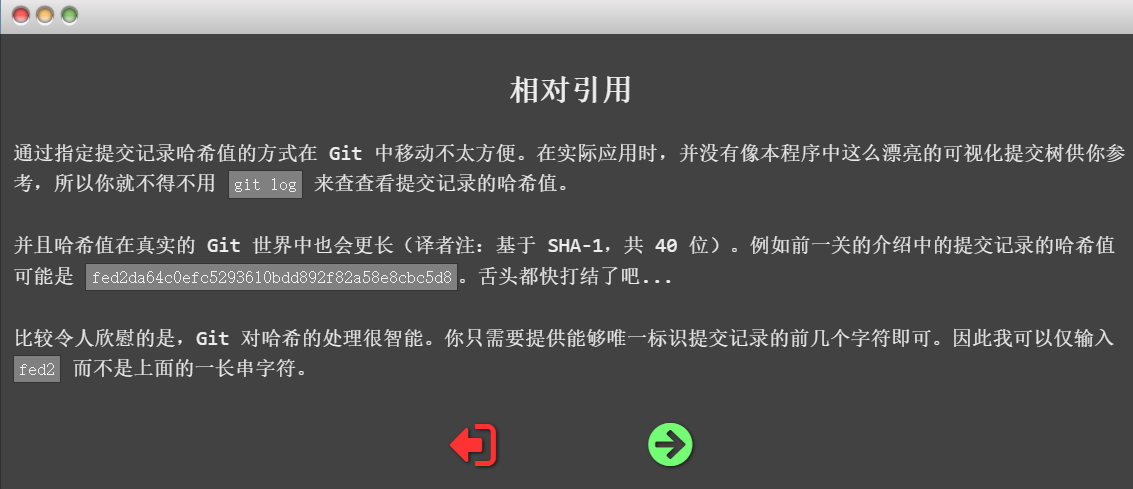 相对引用
通过指定提交记录哈希值的方式在 Git 中移动不太方便。在实际应用时，并没有像本程序中这么漂亮的可视化提交树供你参
考，所以你就不得不用 git log 来查查看提交记录的哈希值。
并且哈希值在真实的 Git 世界中也会更长（译者注：基于 SHA-1，共 40 位）。例如前一关的介绍中的提交记录的哈希值
可能是 fed2da64c0efc5293610bdd892f82a58e8cbc5d8。舌头都快打结了吧...
比较令人欣慰的是，Git 对哈希的处理很智能。你只需要提供能够唯一标识提交记录的前几个字符即可。因此我可以仅输入
fed2 而不是上面的一长串字符。